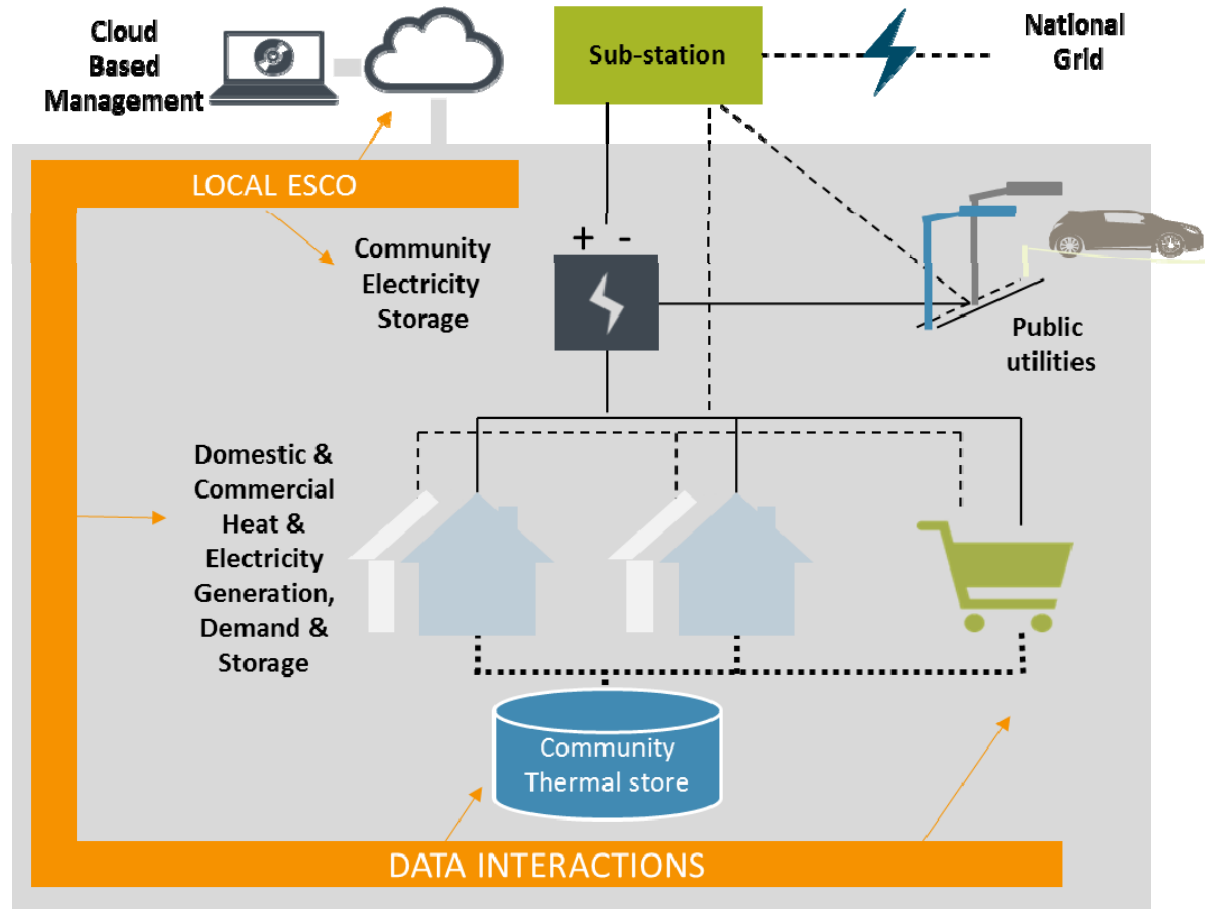 Cloud
Based
Management
Sub-station
National
Grid
LOCAL ESCO
+ -
Community
Electricity
Storage
Public
utilities
Domestic &
Commercial
Heat &
Electricity
Generation,
Demand &
Storage
Community
Thermal store
DATA INTERACTIONS